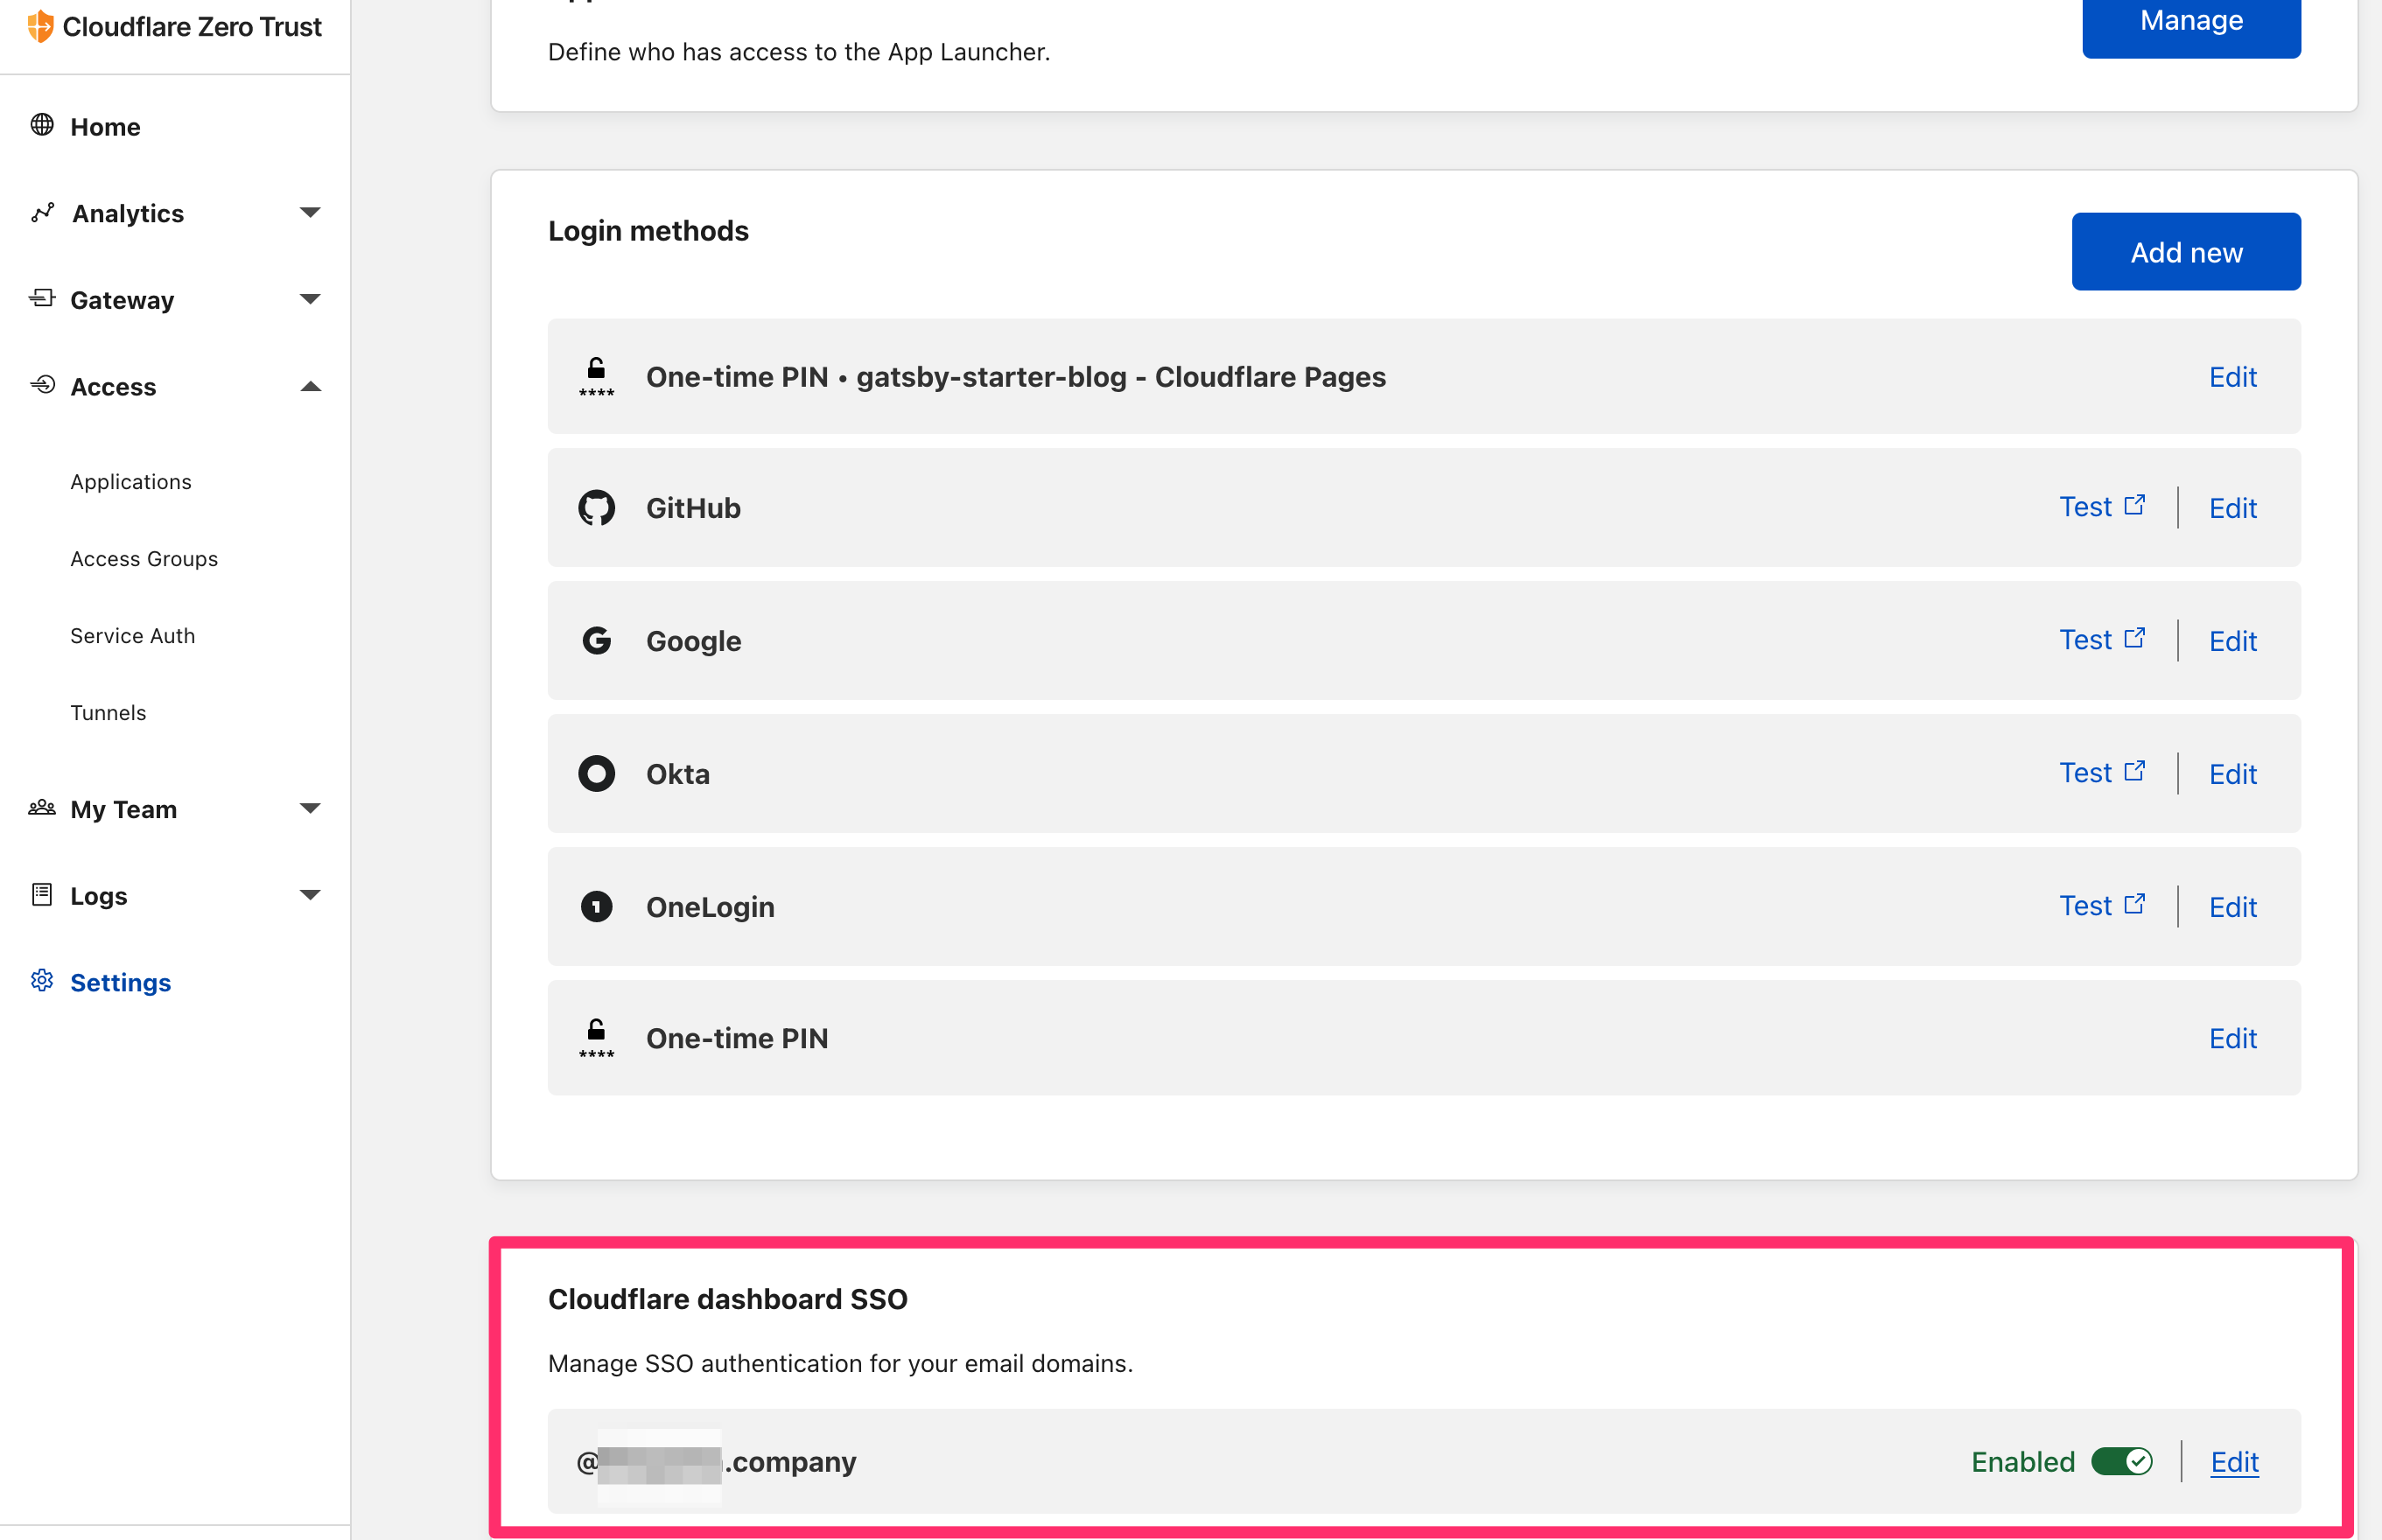 Cloudflare Zero Trust
Home
Analytics
Gateway
Access
Applications
Access Groups
Service Auth
Tunnels
My Team
Logs
Settings
Define who has access to the App Launcher.
Manage
Login methods
Add new
**** One-time PIN • gatsby-starter-blog - Cloudflare Pages Edit
GitHub Test Edit
Google Test Edit
Okta Test Edit
OneLogin Test Edit
**** One-time PIN Edit
Cloudflare dashboard SSO
Manage SSO authentication for your email domains.
@ .company Enabled Edit